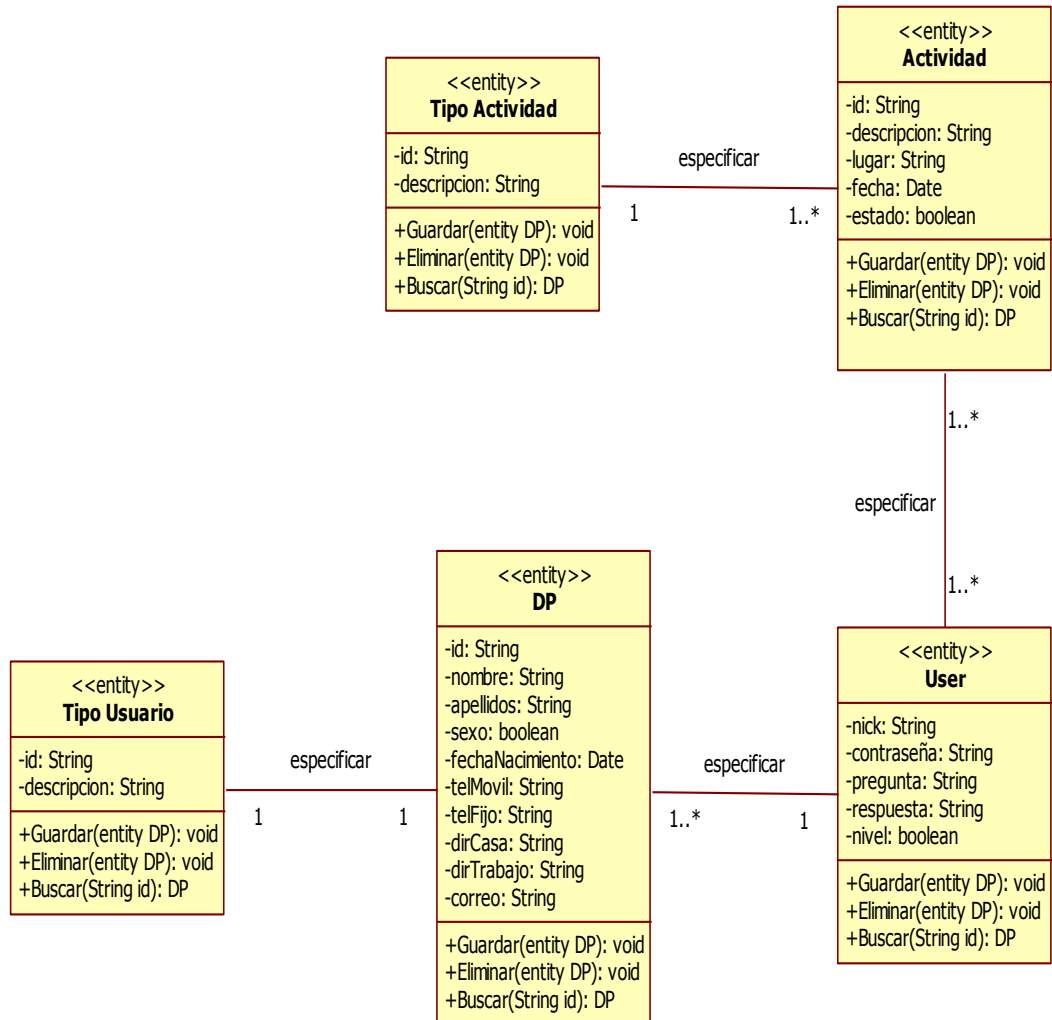 <<entity>>
Actividad
-id: String
-descripcion: String
-lugar: String
-fecha: Date
-estado: boolean
+Guardar(entity DP): void
+Eliminar(entity DP): void
+Buscar(String id): DP
<<entity>>
Tipo Actividad
-id: String
-descripcion: String
+Guardar(entity DP): void
+Eliminar(entity DP): void
+Buscar(String id): DP
especificar
1
1..*
1..*
especificar
1..*
<<entity>>
DP
-id: String
-nombre: String
-apellidos: String
-sexo: boolean
-fechaNacimiento: Date
-telMovil: String
-telFijo: String
-dirCasa: String
-dirTrabajo: String
-correo: String
+Guardar(entity DP): void
+Eliminar(entity DP): void
+Buscar(String id): DP
<<entity>>
User
-nick: String
-contraseña: String
-pregunta: String
-respuesta: String
-nivel: boolean
+Guardar(entity DP): void
+Eliminar(entity DP): void
+Buscar(String id): DP
<<entity>>
Tipo Usuario
-id: String
-descripcion: String
+Guardar(entity DP): void
+Eliminar(entity DP): void
+Buscar(String id): DP
especificar
1
1
especificar
1..*
1